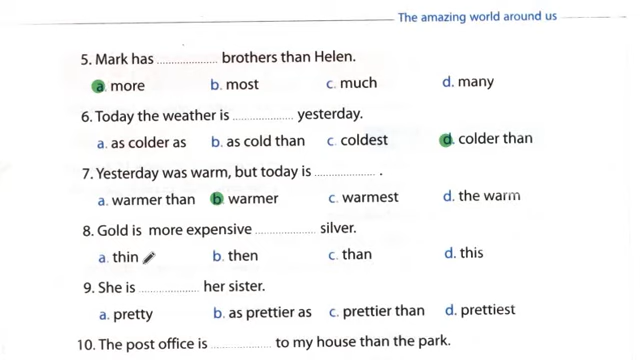 The amazing world around us
5. Mark has .................... brothers than Helen.
a. more b. most c. much d. many
6. Today the weather is .................... yesterday.
a. as colder as b. as cold than c. coldest d. colder than
7. Yesterday was warm, but today is .................... .
a. warmer than b warmer c. warmest d. the warm
8. Gold is more expensive .................... silver.
a. thin b. then c. than d. this
9. She is .................... her sister.
a. pretty b. as prettier as c. prettier than d. prettiest
10. The post office is .................... to my house than the park.